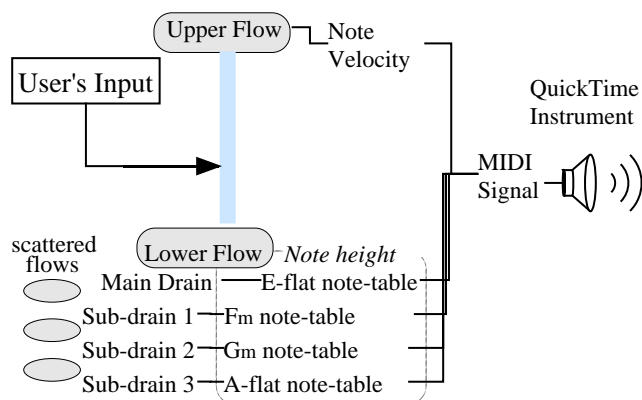 Upper Flow
Note
Velocity
User's Input
QuickTime
Instrument
MIDI
Signal
scattered
flows
Lower Flow
Note height
Main Drain
E-flat note-table
Sub-drain 1
Fm note-table
Sub-drain 2
Gm note-table
Sub-drain 3
A-flat note-table